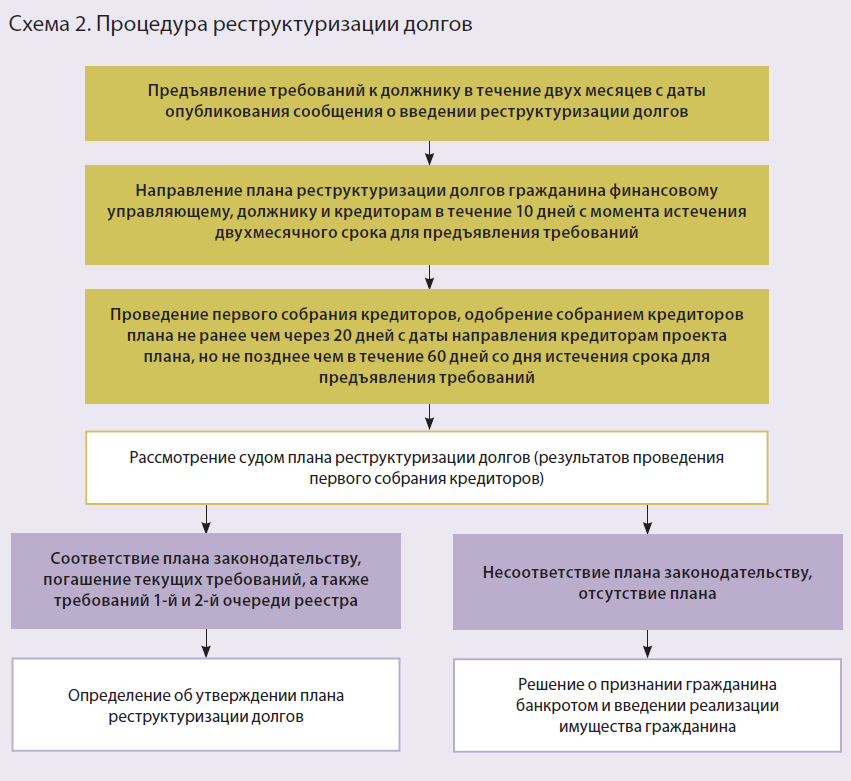 Схема 2. Процедура реструктуризации долгов
Предъявление требований к должнику в течение двух месяцев с даты
опубликования сообщения о введении реструктуризации долгов
Направление плана реструктуризации долгов гражданина финансовому
управляющему, должнику и кредиторам в течение 10 дней с момента истечения
двухмесячного срока для предъявления требований
Проведение первого собрания кредиторов, одобрение собранием кредиторов
плана не ранее чем через 20 дней с даты направления кредиторам проекта
плана, но не позднее чем в течение 60 дней со дня истечения срока для
предъявления требований
Рассмотрение судом плана реструктуризации долгов (результатов проведения
первого собрания кредиторов)
Соответствие плана законодательству,
погашение текущих требований, а также
требований 1-й и 2-й очереди реестра
Несоответствие плана законодательству,
отсутствие плана
Определение об утверждении плана
реструктуризации долгов
Решение о признании гражданина
банкротом и введении реализации
имущества гражданина